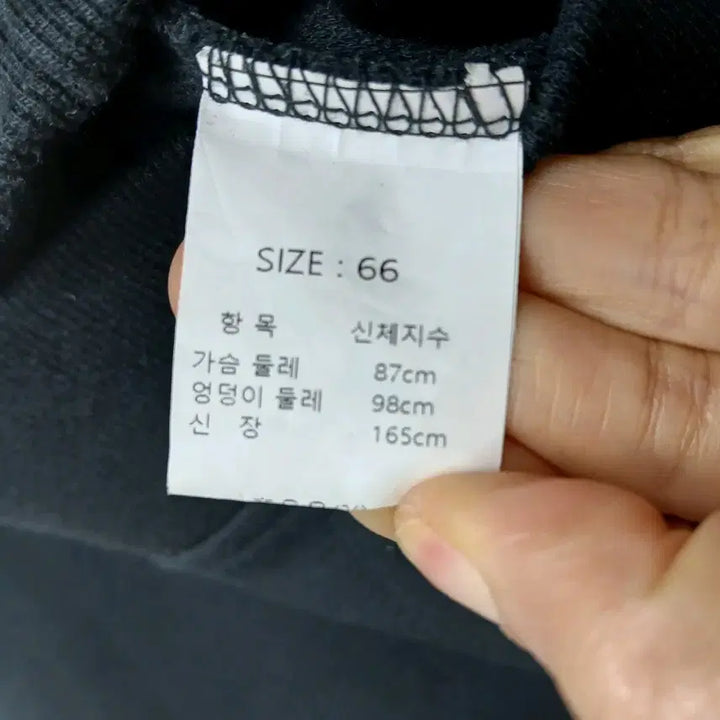 SIZE : 66
항 목 신체지수
가슴 둘레 87cm
엉덩이 둘레 98cm
신 장 165cm